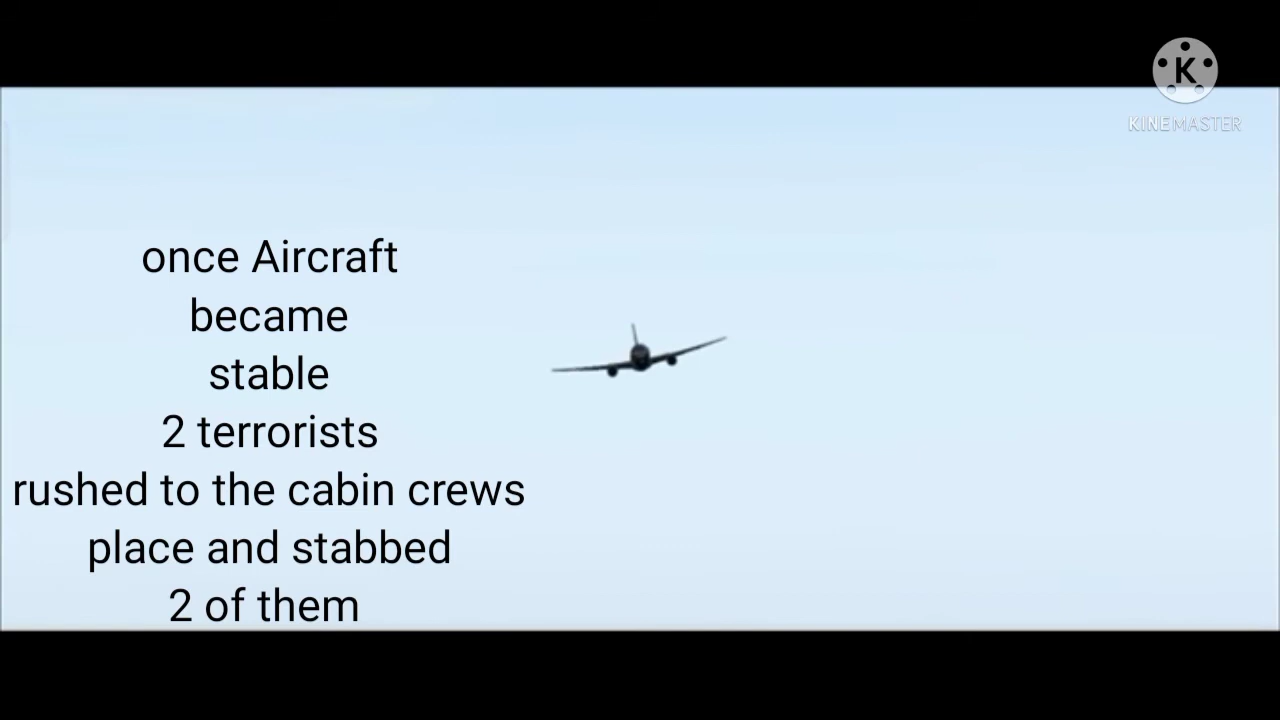 K
KINEMASTER
once Aircraft
became
stable
2 terrorists
rushed to the cabin crews
place and stabbed
2 of them